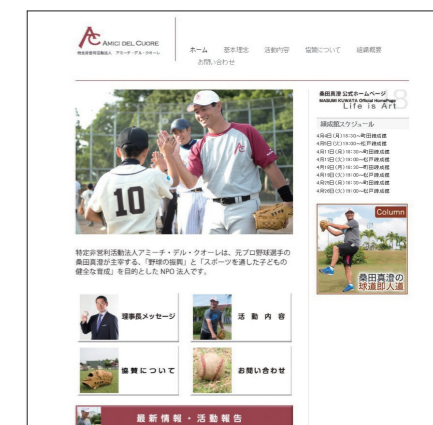 AC AMICI DEL CUORE
特定非営利活動法人 アミーチ・デル・クオーレ
ホーム 基本理念 活動内容 協賛について 組織概要
お問い合わせ
桑田真澄 公式ホームページ
MASUMI KUWATA Official HomePage
Life is Art
18
錬成館スケジュール
10
特定非営利活動法人アミーチ・デル・クオーレは、元プロ野球選手の
桑田真澄が主宰する、「野球の振興」と「スポーツを通した子どもの
健全な育成」を目的としたNPO法人です。
Column
桑田真澄の
球道即人道
理事長メッセージ
活動内容
協賛について
お問い合わせ
最新情報・活動報告